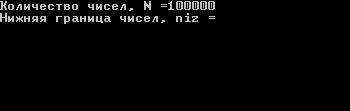 Количество чисел, N =100000
Нижняя граница чисел, niz =